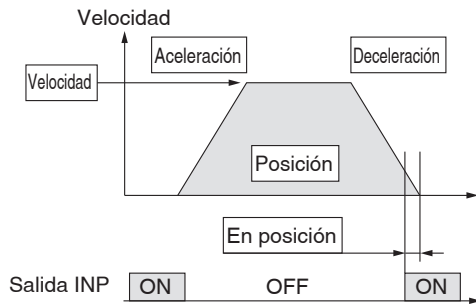 Velocidad
Aceleración
Deceleración
Velocidad
Posición
En posición
Salida INP
ON
OFF
ON